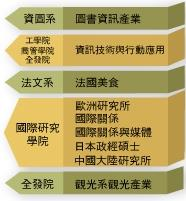 資圖系 圖書資訊產業
工學院
商管學院
全發院
資訊技術與行動應用
法文系 法國美食
國際研究
學院
歐洲研究所
國際關係
國際關係與媒體
日本政經碩士
中國大陸研究所
全發院 觀光系觀光產業